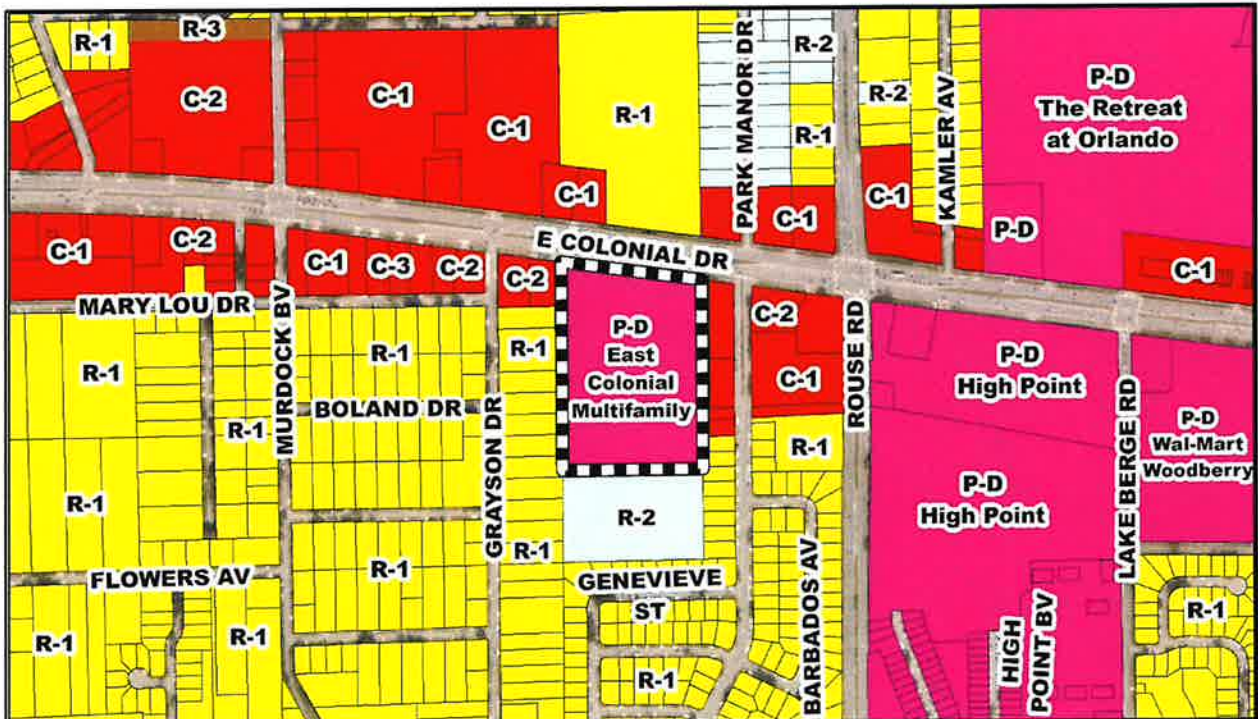 R-1
R-3
C-2
C-1
C-1
R-1
PARK MANOR DR
R-2
R-2
R-1
KAMLER AV
P-D
The Retreat
at Orlando
C-1
C-1
C-1
P-D
C-1
E COLONIAL DR
C-1
C-2
C-1
C-3
C-2
C-2
MARY LOU DR
MURDOCK BV
R-1
R-1
R-1
BOLAND DR
R-1
GRAYSON DR
R-1
P-D
East
Colonial
Multifamily
C-2
C-1
ROUSE RD
R-1
P-D
High Point
LAKE BERGE RD
P-D
Wal-Mart
Woodberry
P-D
High Point
R-2
R-1
R-1
FLOWERS AV
R-1
R-1
GENEVIEVE
ST
R-1
BARBADOS AV
HIGH
POINT BV
R-1